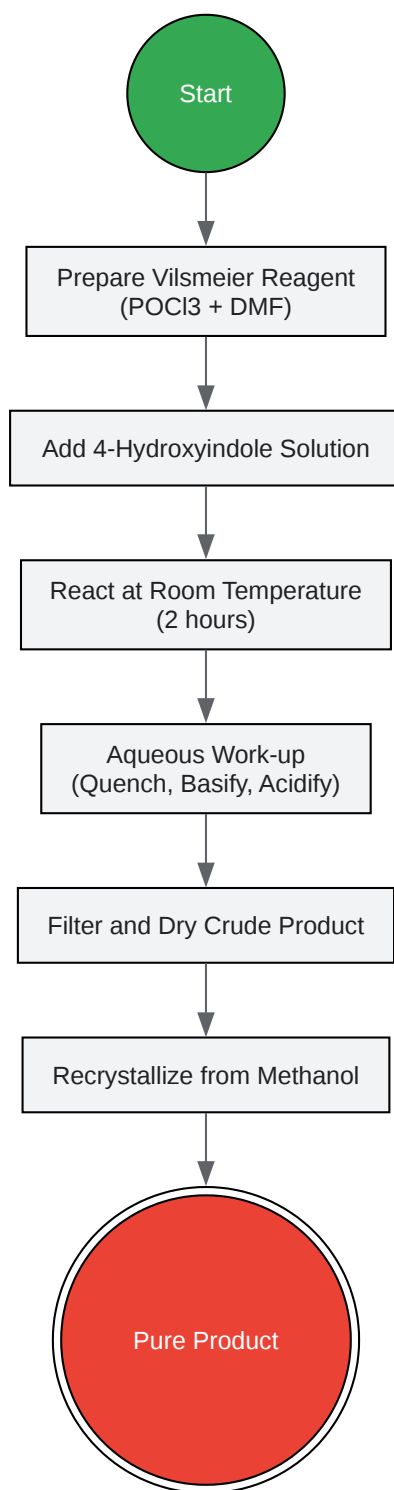 Start
Prepare Vilsmeier Reagent
(POCl3 + DMF)
Add 4-Hydroxyindole Solution
React at Room Temperature
(2 hours)
Aqueous Work-up
(Quench, Basify, Acidify)
Filter and Dry Crude Product
Recrystallize from Methanol
Pure Product